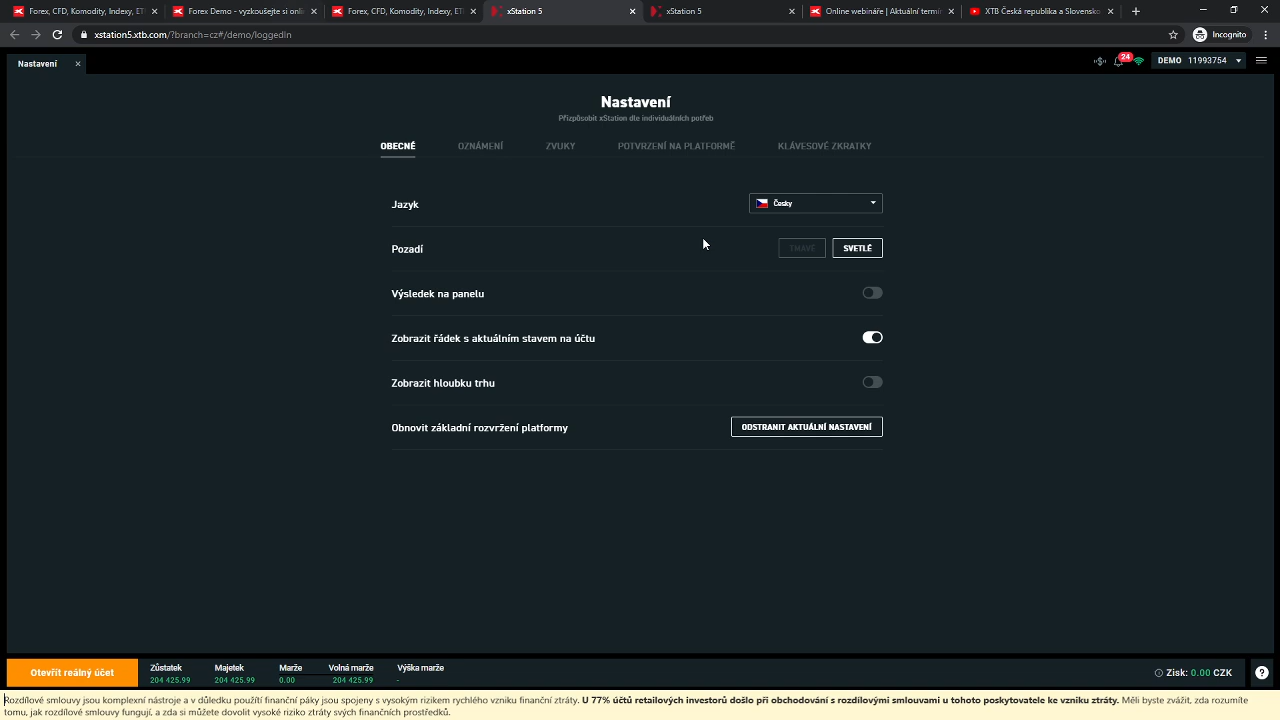 Forex, CFD, Komodity, Indexy, ET
Forex Demo - vyzkoušejte si onli
Forex, CFD, Komodity, Indexy, ET
xStation 5
xStation 5
Online webináře | Aktuální termín
XTB Česká republika a Slovensko
xstation5.xtb.com/?branch=cz#/demo/loggedIn
Incognito
Nastavení
24
DEMO 11993754
Nastavení
Přizpůsobit xStation dle individuálních potřeb
OBECNÉ
OZNÁMENÍ
ZVUKY
POTVRZENÍ NA PLATFORMĚ
KLÁVESOVÉ ZKRATKY
Jazyk
Česky
Pozadí
TMAVÉ
SVETLÉ
Výsledek na panelu
Zobrazit řádek s aktuálním stavem na účtu
Zobrazit hloubku trhu
Obnovit základní rozvržení platformy
ODSTRANIT AKTUÁLNÍ NASTAVENÍ
Otevřít reálný účet
Zůstatek Majetek Marže Volná marže Výška marže
204 425.99 204 425.99 0.00 204 425.99 -
Zisk: 0.00 CZK
Rozdílové smlouvy jsou komplexní nástroje a v důledku použítí finanční páky jsou spojeny s vysokým rizikem rychlého vzniku finanční ztráty. U 77% účtů retailových investorů došlo při obchodování s rozdílovými smlouvami u tohoto poskytovatele ke vzniku ztráty. Měli byste zvážit, zda rozumíte
tomu, jak rozdílové smlouvy fungují, a zda si můžete dovolit vysoké riziko ztráty svých finančních prostředků.